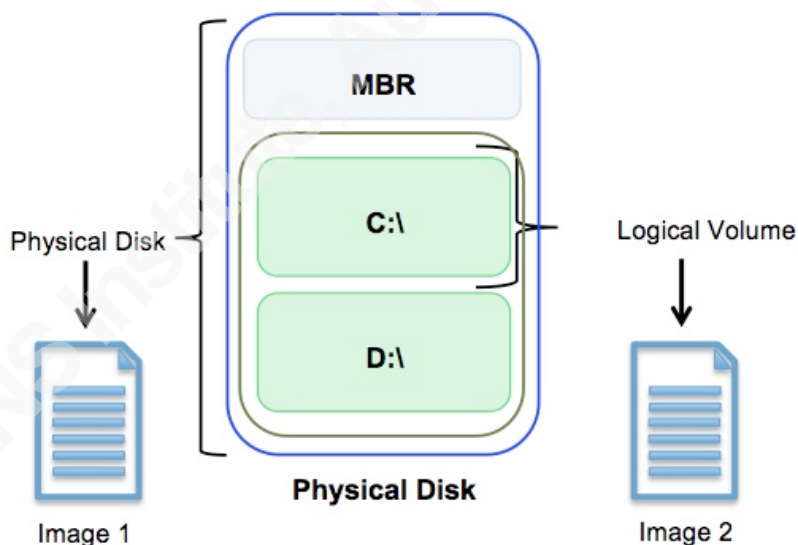 MBR
C:\
Physical Disk
Logical Volume
D:\
Physical Disk
Image 1
Image 2